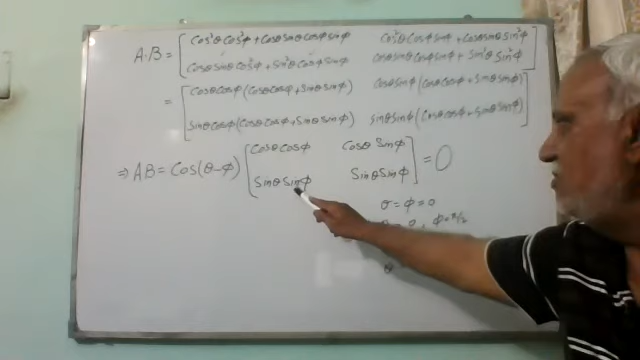 A·B = [ cos²θ cos²φ + cosθ sinθ cosφ sinφ    cos²θ cosφ sinφ + cosθ sinθ sin²φ
cosθ sinθ cos²φ + sin²θ cosφ sinφ    cosθ sinθ cosφ sinφ + sin²θ sin²φ ]
= [ cosθ cosφ (cosθ cosφ + sinθ sinφ)    cosθ sinφ (cosθ cosφ + sinθ sinφ)
sinθ cosφ (cosθ cosφ + sinθ sinφ)    sinθ sinφ (cosθ cosφ + sinθ sinφ) ]
⇒ AB = Cos(θ-φ) [ cosθ cosφ    cosθ sinφ
sinθ sinφ    sinθ sinφ ] = 0
θ = φ = 0
= 0, φ = π/2
θ